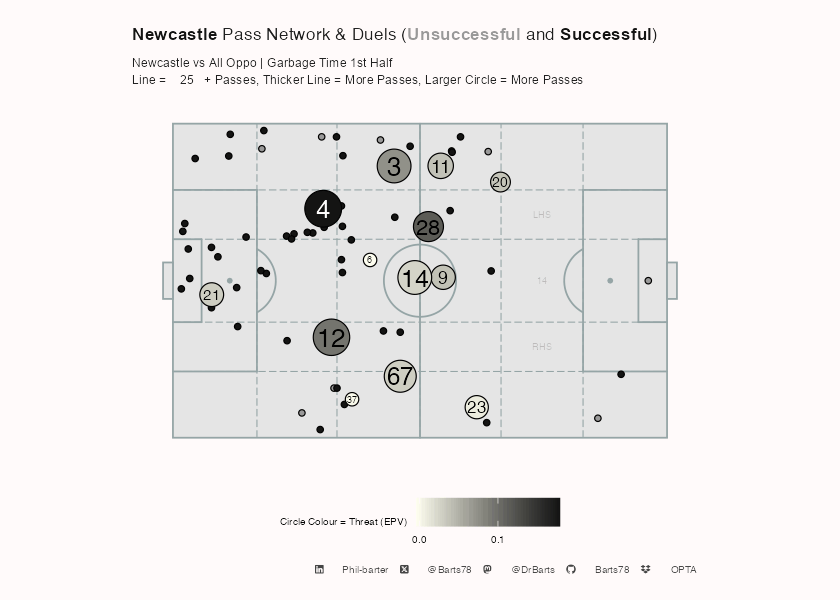 Newcastle Pass Network & Duels (Unsuccessful and Successful)
Newcastle vs All Oppo | Garbage Time 1st Half
Line = 25 + Passes, Thicker Line = More Passes, Larger Circle = More Passes
3
11
20
4
LHS
28
6
14
9
14
21
12
RHS
67
37
23
Circle Colour = Threat (EPV)
0.0 0.1
Phil-barter @Barts78 @DrBarts Barts78 OPTA